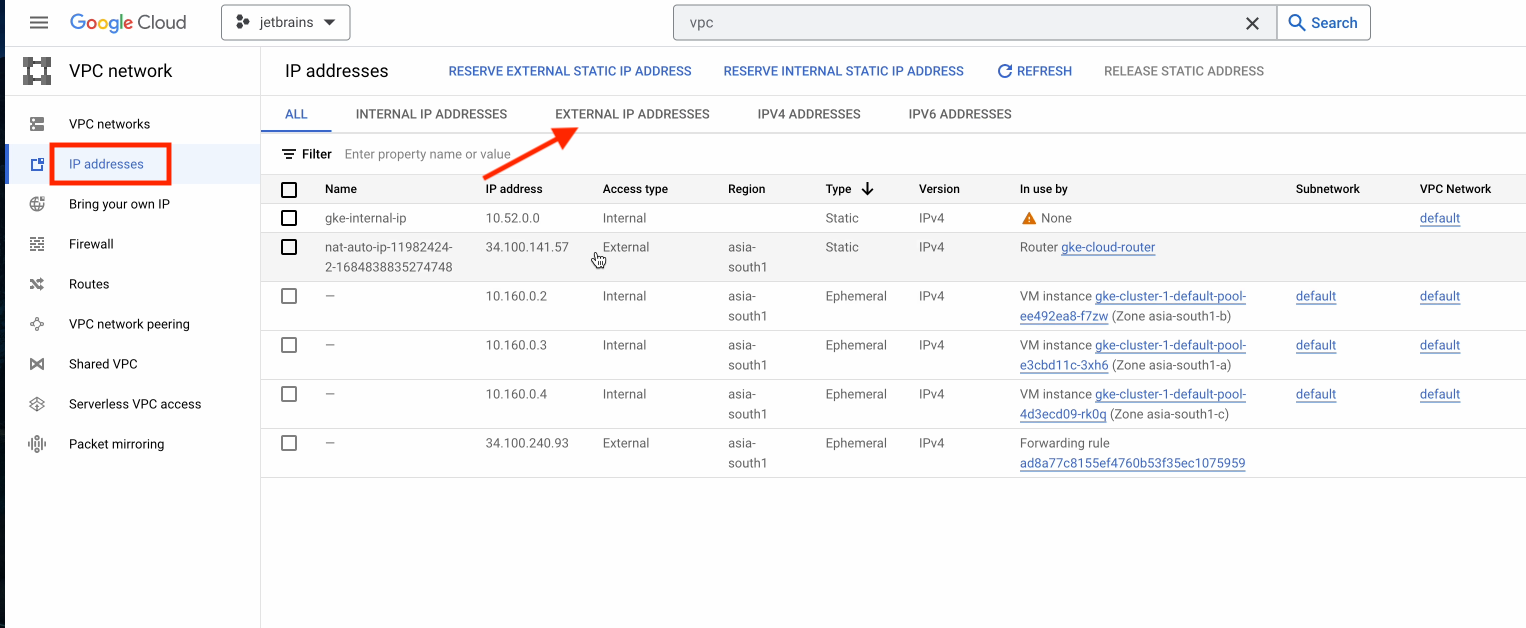 Google Cloud
jetbrains
vpc
Search
VPC network
IP addresses
RESERVE EXTERNAL STATIC IP ADDRESS
RESERVE INTERNAL STATIC IP ADDRESS
REFRESH
RELEASE STATIC ADDRESS
VPC networks
IP addresses
Bring your own IP
Firewall
Routes
VPC network peering
Shared VPC
Serverless VPC access
Packet mirroring
ALL
INTERNAL IP ADDRESSES
EXTERNAL IP ADDRESSES
IPV4 ADDRESSES
IPV6 ADDRESSES
Filter Enter property name or value
Name IP address Access type Region Type Version In use by Subnetwork VPC Network
gke-internal-ip 10.52.0.0 Internal Static IPv4 None default
nat-auto-ip-11982424- 34.100.141.57 External asia- Static IPv4 Router gke-cloud-router
2-1684838835274748 south1
— 10.160.0.2 Internal asia- Ephemeral IPv4 VM instance gke-cluster-1-default-pool- default default
south1 ee492ea8-f7zw (Zone asia-south1-b)
— 10.160.0.3 Internal asia- Ephemeral IPv4 VM instance gke-cluster-1-default-pool- default default
south1 e3cbd11c-3xh6 (Zone asia-south1-a)
— 10.160.0.4 Internal asia- Ephemeral IPv4 VM instance gke-cluster-1-default-pool- default default
south1 4d3ecd09-rk0q (Zone asia-south1-c)
— 34.100.240.93 External asia- Ephemeral IPv4 Forwarding rule
south1 ad8a77c8155ef4760b53f35ec1075959